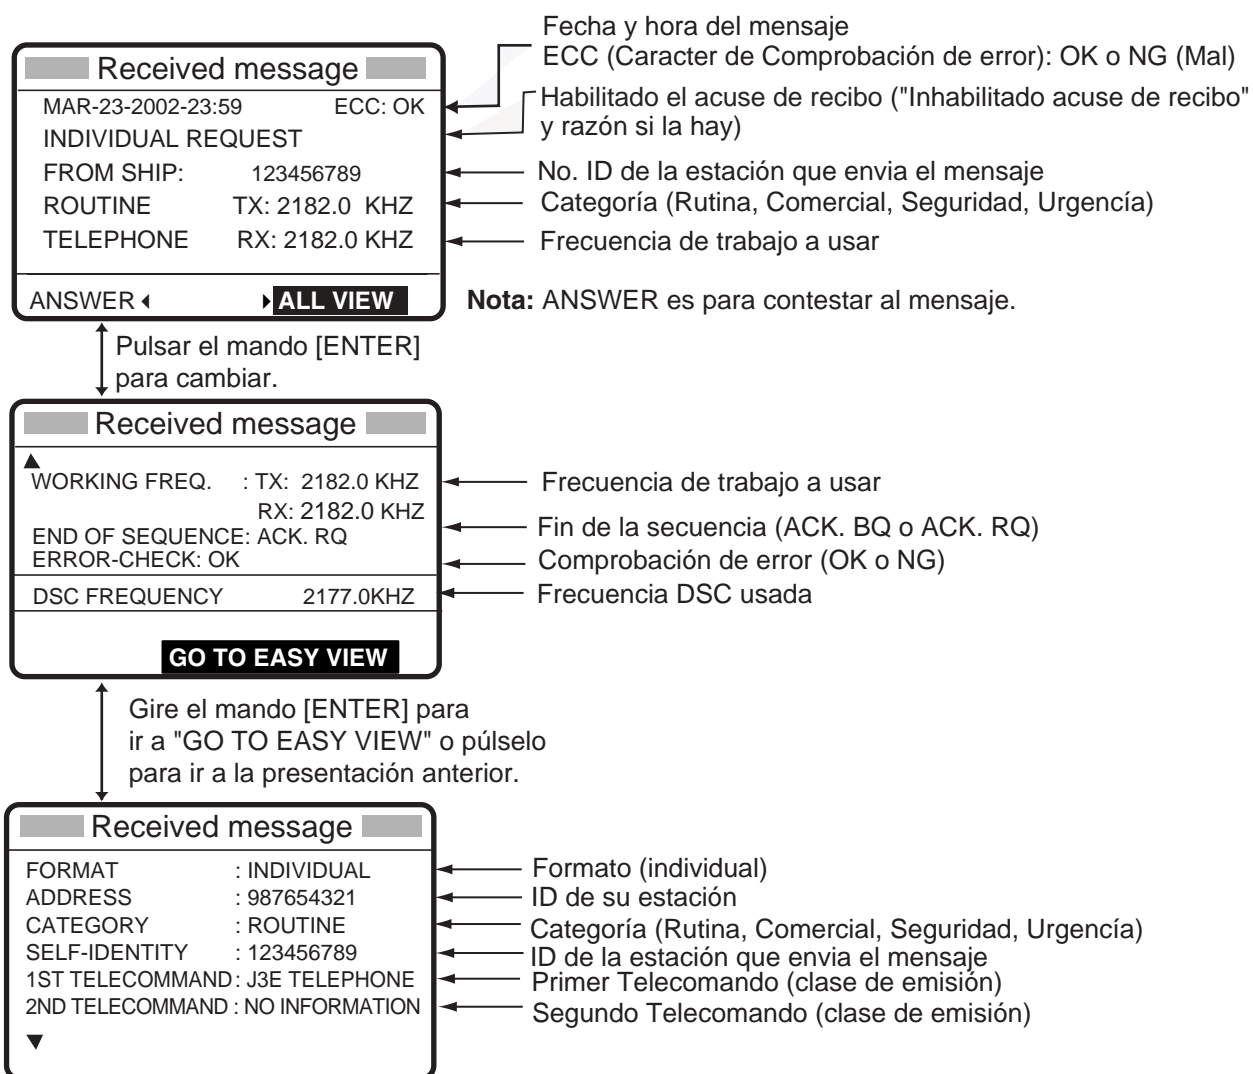 Received message
MAR-23-2002-23:59 ECC: OK
INDIVIDUAL REQUEST
FROM SHIP: 123456789
ROUTINE TX: 2182.0 KHZ
TELEPHONE RX: 2182.0 KHZ
ANSWER ◀ ▶ ALL VIEW
Fecha y hora del mensaje
ECC (Caracter de Comprobación de error): OK o NG (Mal)
Habilitado el acuse de recibo ("Inhabilitado acuse de recibo"
y razón si la hay)
No. ID de la estación que envia el mensaje
Categoría (Rutina, Comercial, Seguridad, Urgencía)
Frecuencia de trabajo a usar
Nota: ANSWER es para contestar al mensaje.
Pulsar el mando [ENTER]
para cambiar.
Received message
▲
WORKING FREQ. : TX: 2182.0 KHZ
RX: 2182.0 KHZ
END OF SEQUENCE: ACK. RQ
ERROR-CHECK: OK
DSC FREQUENCY 2177.0KHZ
GO TO EASY VIEW
Frecuencia de trabajo a usar
Fin de la secuencia (ACK. BQ o ACK. RQ)
Comprobación de error (OK o NG)
Frecuencia DSC usada
Gire el mando [ENTER] para
ir a "GO TO EASY VIEW" o púlselo
para ir a la presentación anterior.
Received message
FORMAT : INDIVIDUAL
ADDRESS : 987654321
CATEGORY : ROUTINE
SELF-IDENTITY : 123456789
1ST TELECOMMAND : J3E TELEPHONE
2ND TELECOMMAND : NO INFORMATION
▼
Formato (individual)
ID de su estación
Categoría (Rutina, Comercial, Seguridad, Urgencía)
ID de la estación que envia el mensaje
Primer Telecomando (clase de emisión)
Segundo Telecomando (clase de emisión)